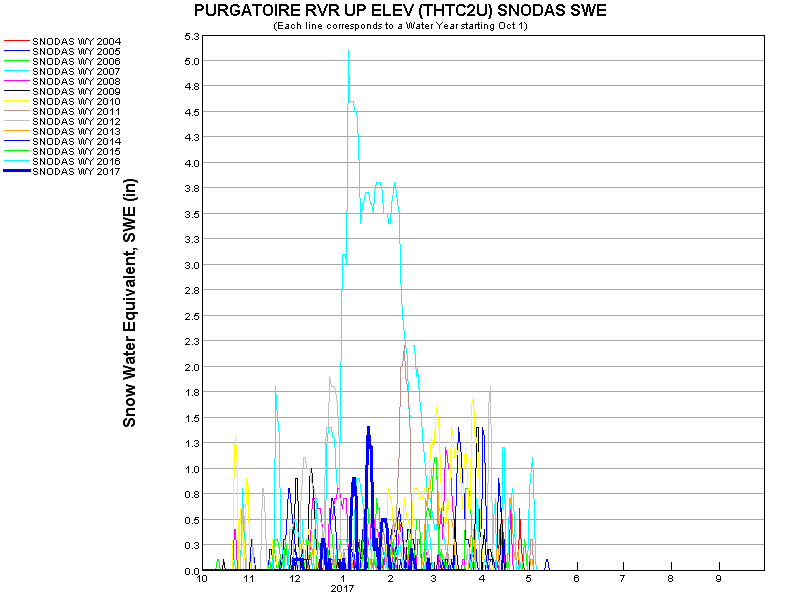 PURGATOIRE RVR UP ELEV (THTC2U) SNODAS SWE
(Each line corresponds to a Water Year starting Oct 1)
SNODAS WY 2004
SNODAS WY 2005
SNODAS WY 2006
SNODAS WY 2007
SNODAS WY 2008
SNODAS WY 2009
SNODAS WY 2010
SNODAS WY 2011
SNODAS WY 2012
SNODAS WY 2013
SNODAS WY 2014
SNODAS WY 2015
SNODAS WY 2016
SNODAS WY 2017
Snow Water Equivalent, SWE (in)
5.3
5.0
4.8
4.5
4.3
4.0
3.8
3.5
3.3
3.0
2.8
2.5
2.3
2.0
1.8
1.5
1.3
1.0
0.8
0.5
0.3
0.0
10 11 12 1 2 3 4 5 6 7 8 9
2017